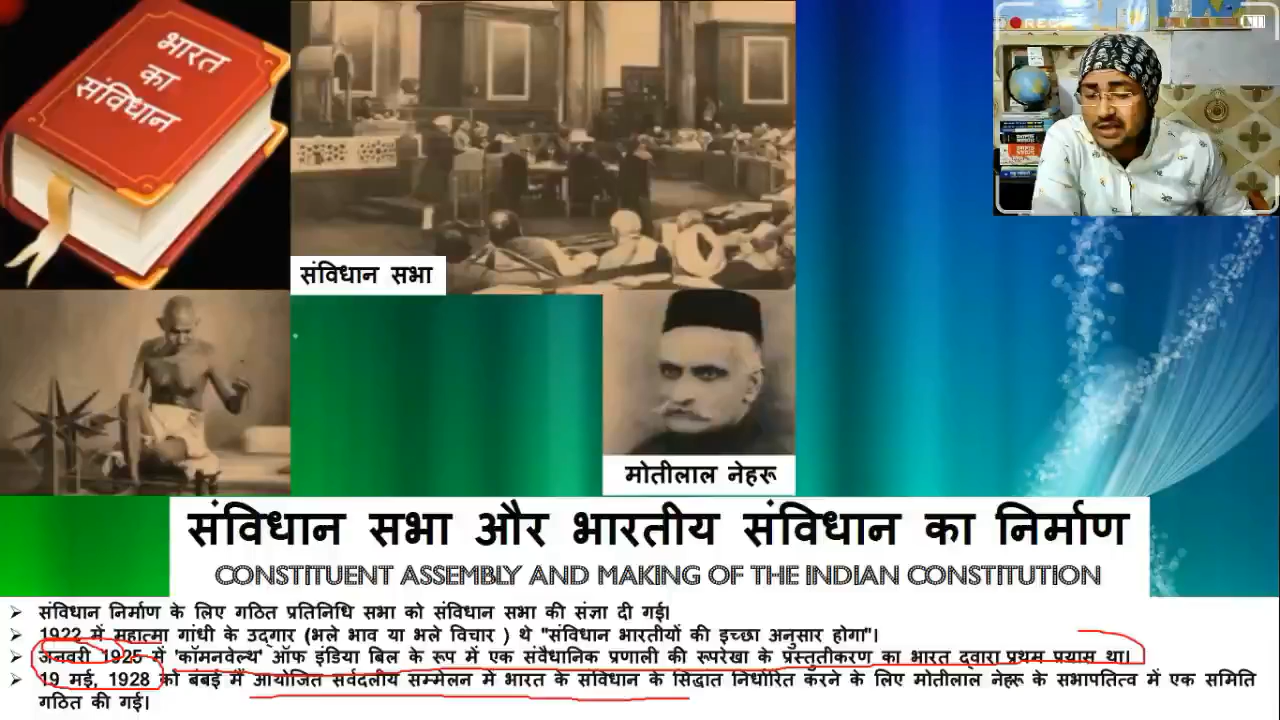 भारत
का
संविधान
REC
संविधान सभा
मोतीलाल नेहरू
संविधान सभा और भारतीय संविधान का निर्माण
CONSTITUENT ASSEMBLY AND MAKING OF THE INDIAN CONSTITUTION
➢ संविधान निर्माण के लिए गठित प्रतिनिधि सभा को संविधान सभा की संज्ञा दी गई।
➢ 1922 में महात्मा गांधी के उद्गार (भले भाव या भले विचार ) थे "संविधान भारतीयों की इच्छा अनुसार होगा"।
➢ जनवरी 1925 में 'कॉमनवेल्थ' ऑफ इंडिया बिल के रूप में एक संवैधानिक प्रणाली की रूपरेखा के प्रस्तुतीकरण का भारत द्वारा प्रथम प्रयास था।
➢ 19 मई, 1928 को बंबई में आयोजित सर्वदलीय सम्मेलन में भारत के संविधान के सिद्धांत निर्धारित करने के लिए मोतीलाल नेहरू के सभापतित्व में एक समिति
गठित की गई।